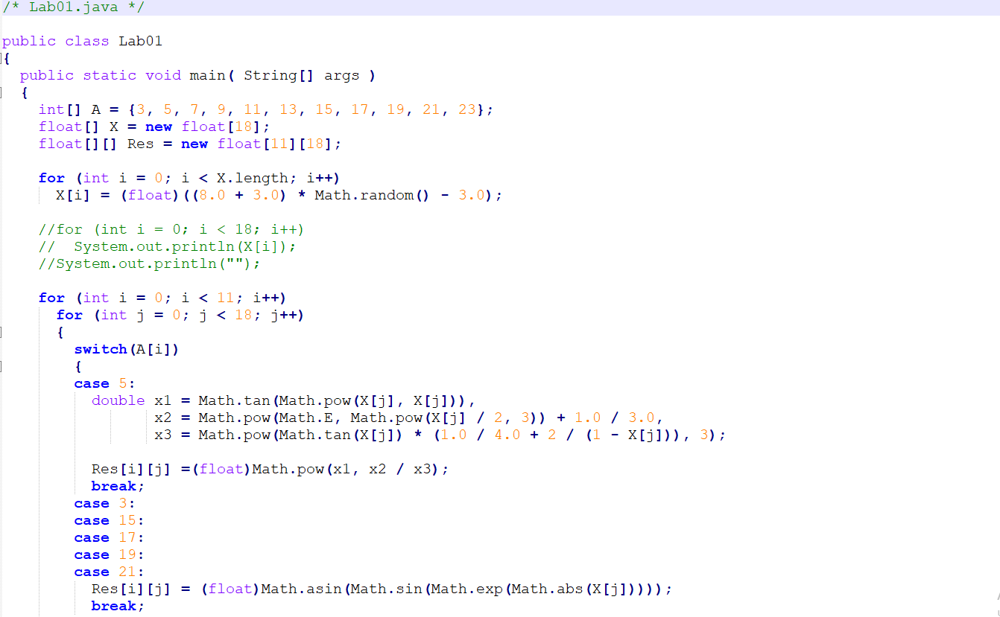 /* Lab01.java */
public class Lab01
{
public static void main( String[] args )
{
int[] A = {3, 5, 7, 9, 11, 13, 15, 17, 19, 21, 23};
float[] X = new float[18];
float[][] Res = new float[11][18];
for (int i = 0; i < X.length; i++)
X[i] = (float)((8.0 + 3.0) * Math.random() - 3.0);
//for (int i = 0; i < 18; i++)
//  System.out.println(X[i]);
//System.out.println("");
for (int i = 0; i < 11; i++)
for (int j = 0; j < 18; j++)
{
switch(A[i])
{
case 5:
double x1 = Math.tan(Math.pow(X[j], X[j])),
x2 = Math.pow(Math.E, Math.pow(X[j] / 2, 3)) + 1.0 / 3.0,
x3 = Math.pow(Math.tan(X[j]) * (1.0 / 4.0 + 2 / (1 - X[j])), 3);
Res[i][j] =(float)Math.pow(x1, x2 / x3);
break;
case 3:
case 15:
case 17:
case 19:
case 21:
Res[i][j] = (float)Math.asin(Math.sin(Math.exp(Math.abs(X[j]))));
break;